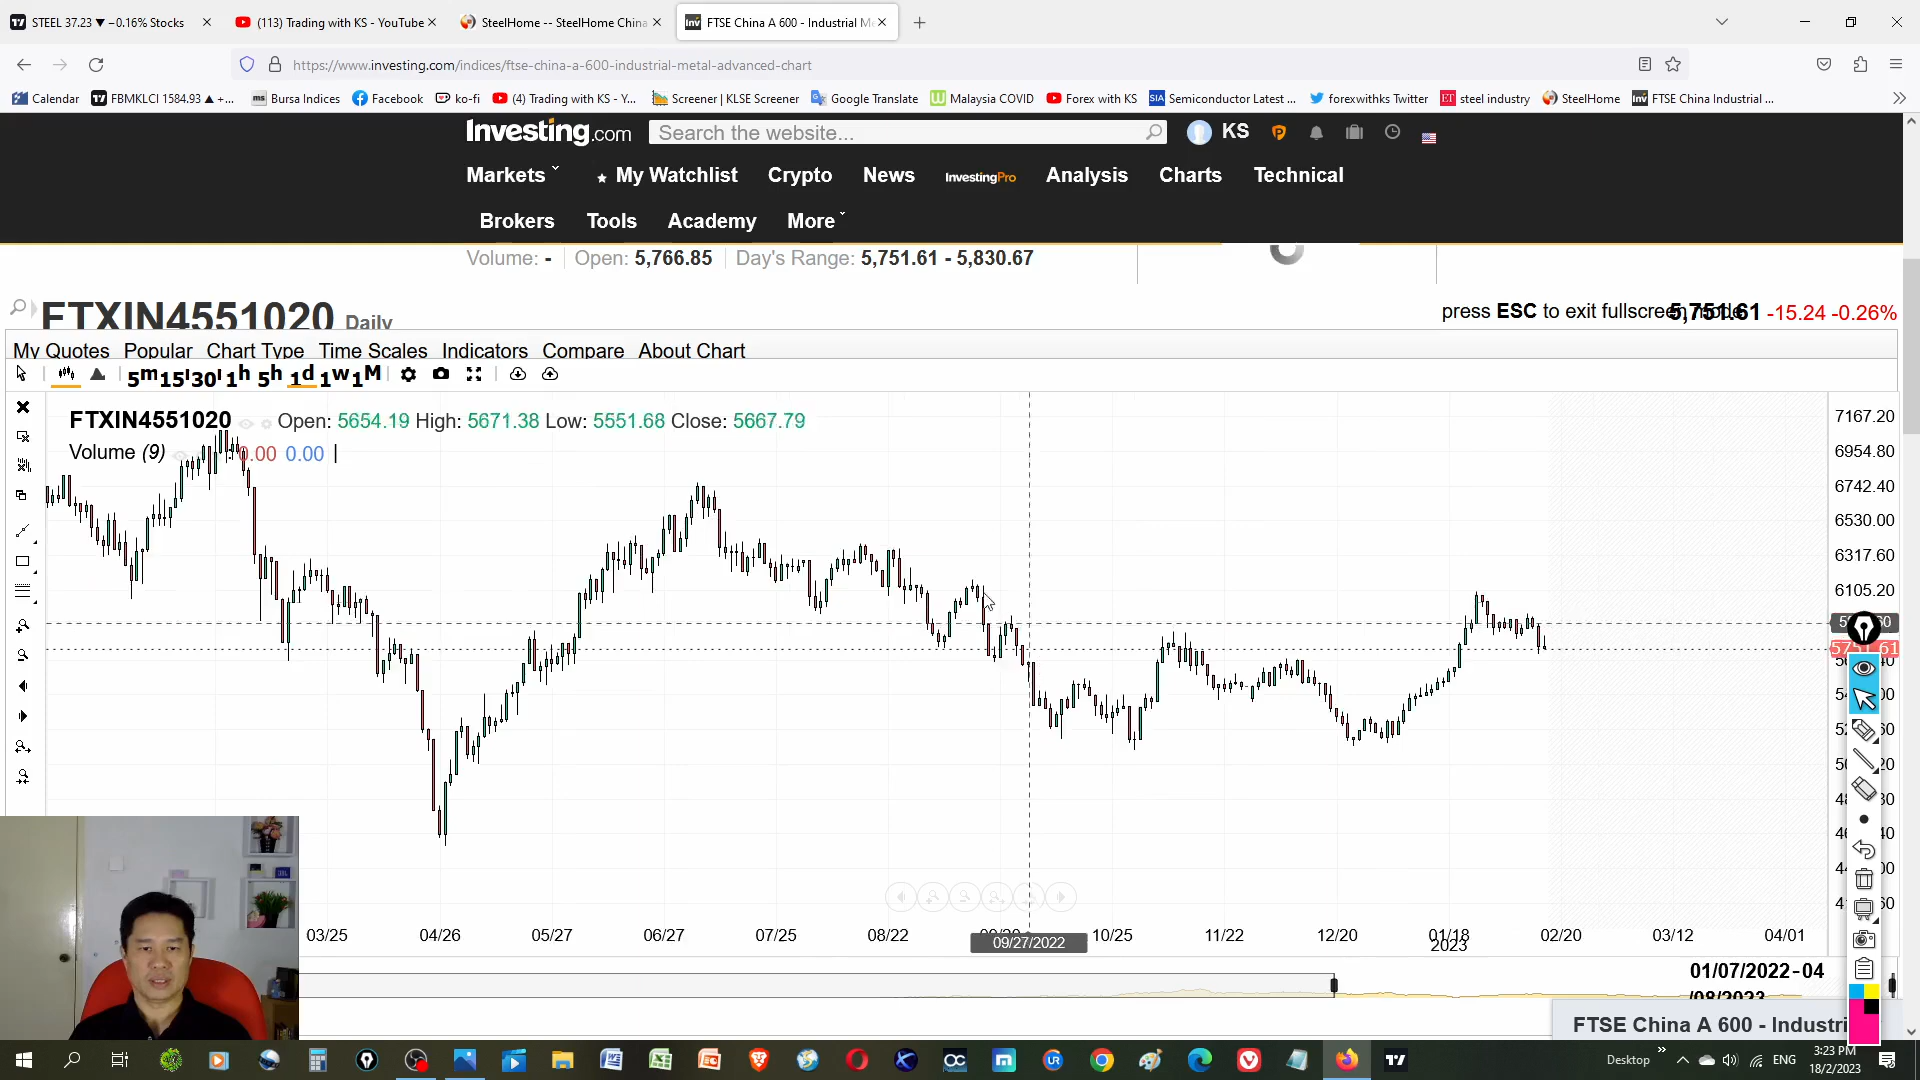 STEEL 37.23 ▼ −0.16% Stocks
(113) Trading with KS - YouTube
SteelHome -- SteelHome China
FTSE China A 600 - Industrial Me
https://www.investing.com/indices/ftse-china-a-600-industrial-metal-advanced-chart
Calendar
FBMKLCI 1584.93 ▲ +...
Bursa Indices
Facebook
ko-fi
(4) Trading with KS - Y...
Screener | KLSE Screener
Google Translate
Malaysia COVID
Forex with KS
Semiconductor Latest ...
forexwithks Twitter
steel industry
SteelHome
FTSE China Industrial ...
Investing.com
Search the website...
KS
Markets
My Watchlist
Crypto
News
InvestingPro
Analysis
Charts
Technical
Brokers
Tools
Academy
More
Volume: -
Open: 5,766.85
Day's Range: 5,751.61 - 5,830.67
FTXIN4551020 Daily
press ESC to exit fullscreen mode
5,751.61 -15.24 -0.26%
My Quotes Popular Chart Type Time Scales Indicators Compare About Chart
5m 15' 30' 1h 5h 1d 1w 1M
FTXIN4551020
Open: 5654.19 High: 5671.38 Low: 5551.68 Close: 5667.79
Volume (9)
: 0.00 0.00 |
7167.20
6954.80
6742.40
6530.00
6317.60
6105.20
5751.61
03/25 04/26 05/27 06/27 07/25 08/22 10/25 11/22 12/20 01/18 02/20 03/12 04/01
09/27/2022
2023
01/07/2022 - 04
/08/2023
FTSE China A 600 - Industri
Desktop
ENG
3:23 PM
18/2/2023